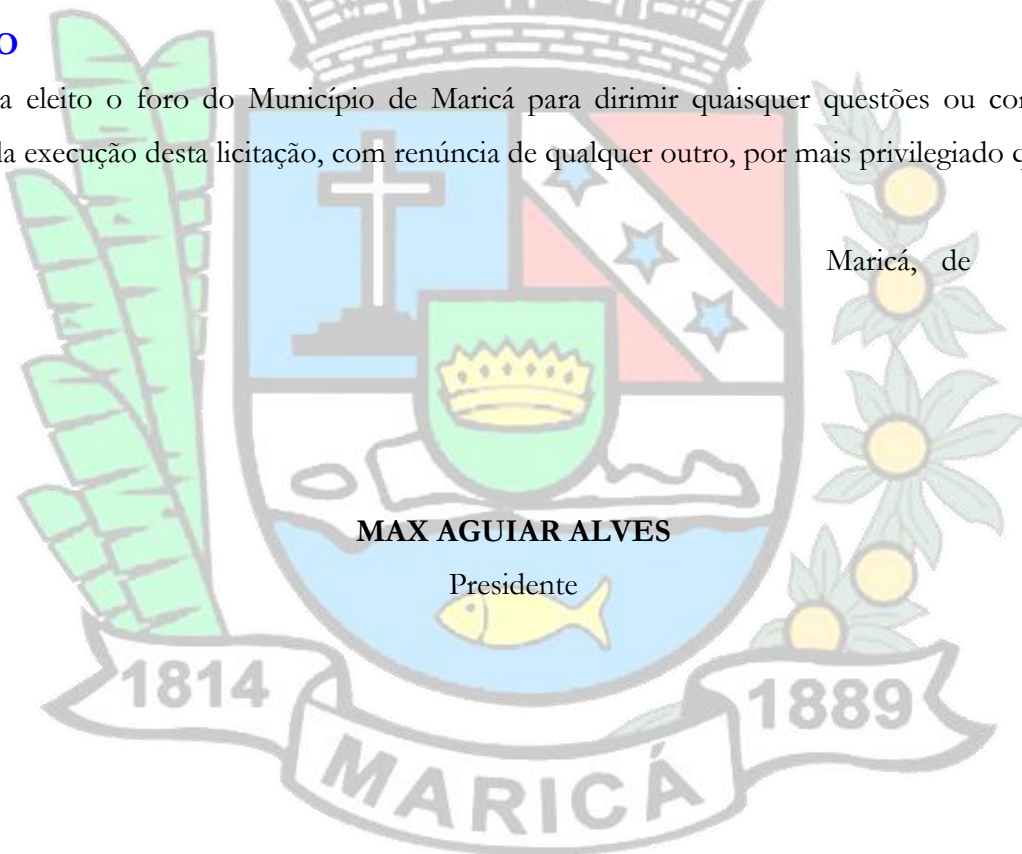 O
a eleito o foro do Município de Maricá para dirimir quaisquer questões ou co
la execução desta licitação, com renúncia de qualquer outro, por mais privilegiado q
Maricá, de
MAX AGUIAR ALVES
Presidente
1814
1889
MARICÁ